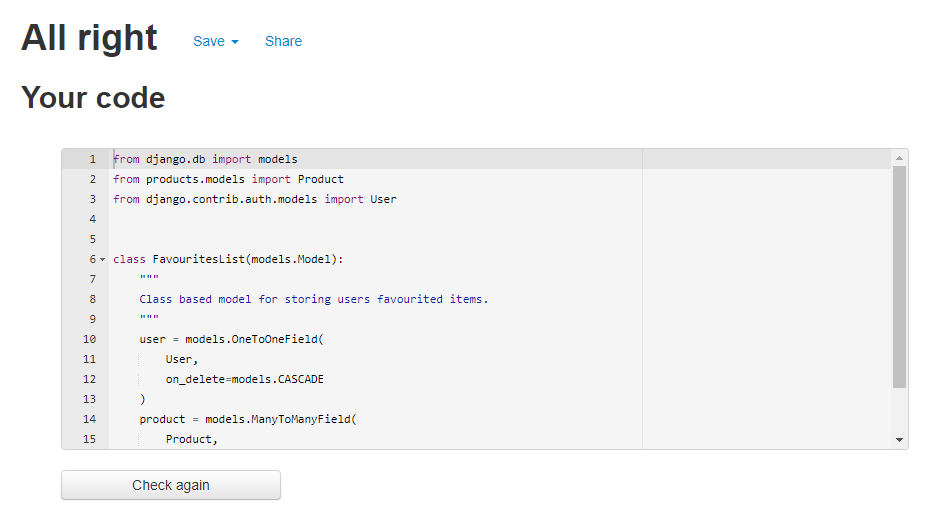 All right Save Share
Your code
1 from django.db import models
2 from products.models import Product
3 from django.contrib.auth.models import User
4
5
6 class FavouritesList(models.Model):
7 """
8 Class based model for storing users favourited items.
9 """
10 user = models.OneToOneField(
11 User,
12 on_delete=models.CASCADE
13 )
14 product = models.ManyToManyField(
15 Product,
Check again